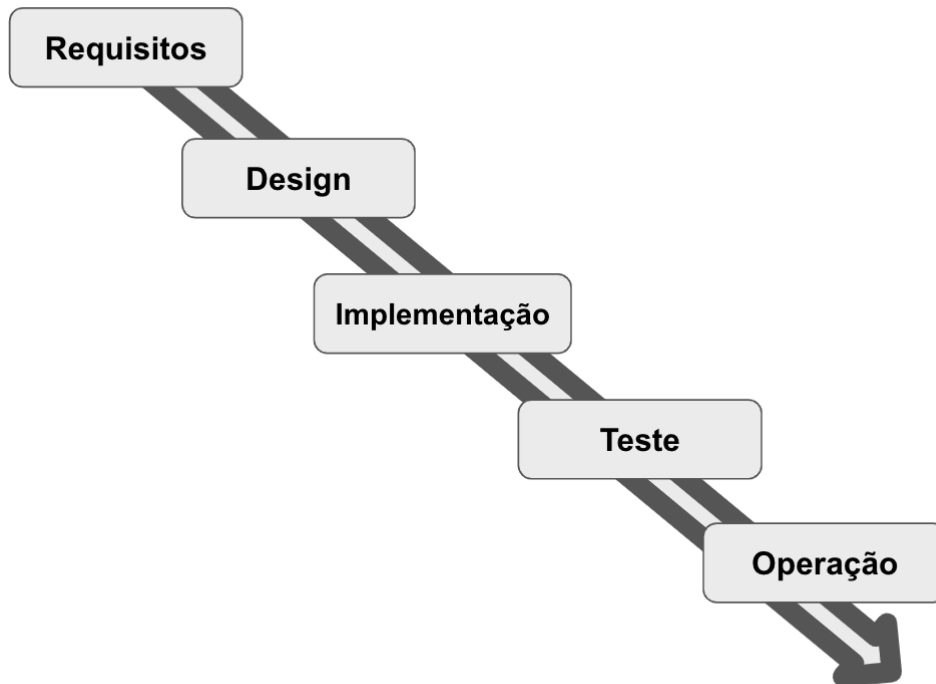 Requisitos
Design
Implementação
Teste
Operação